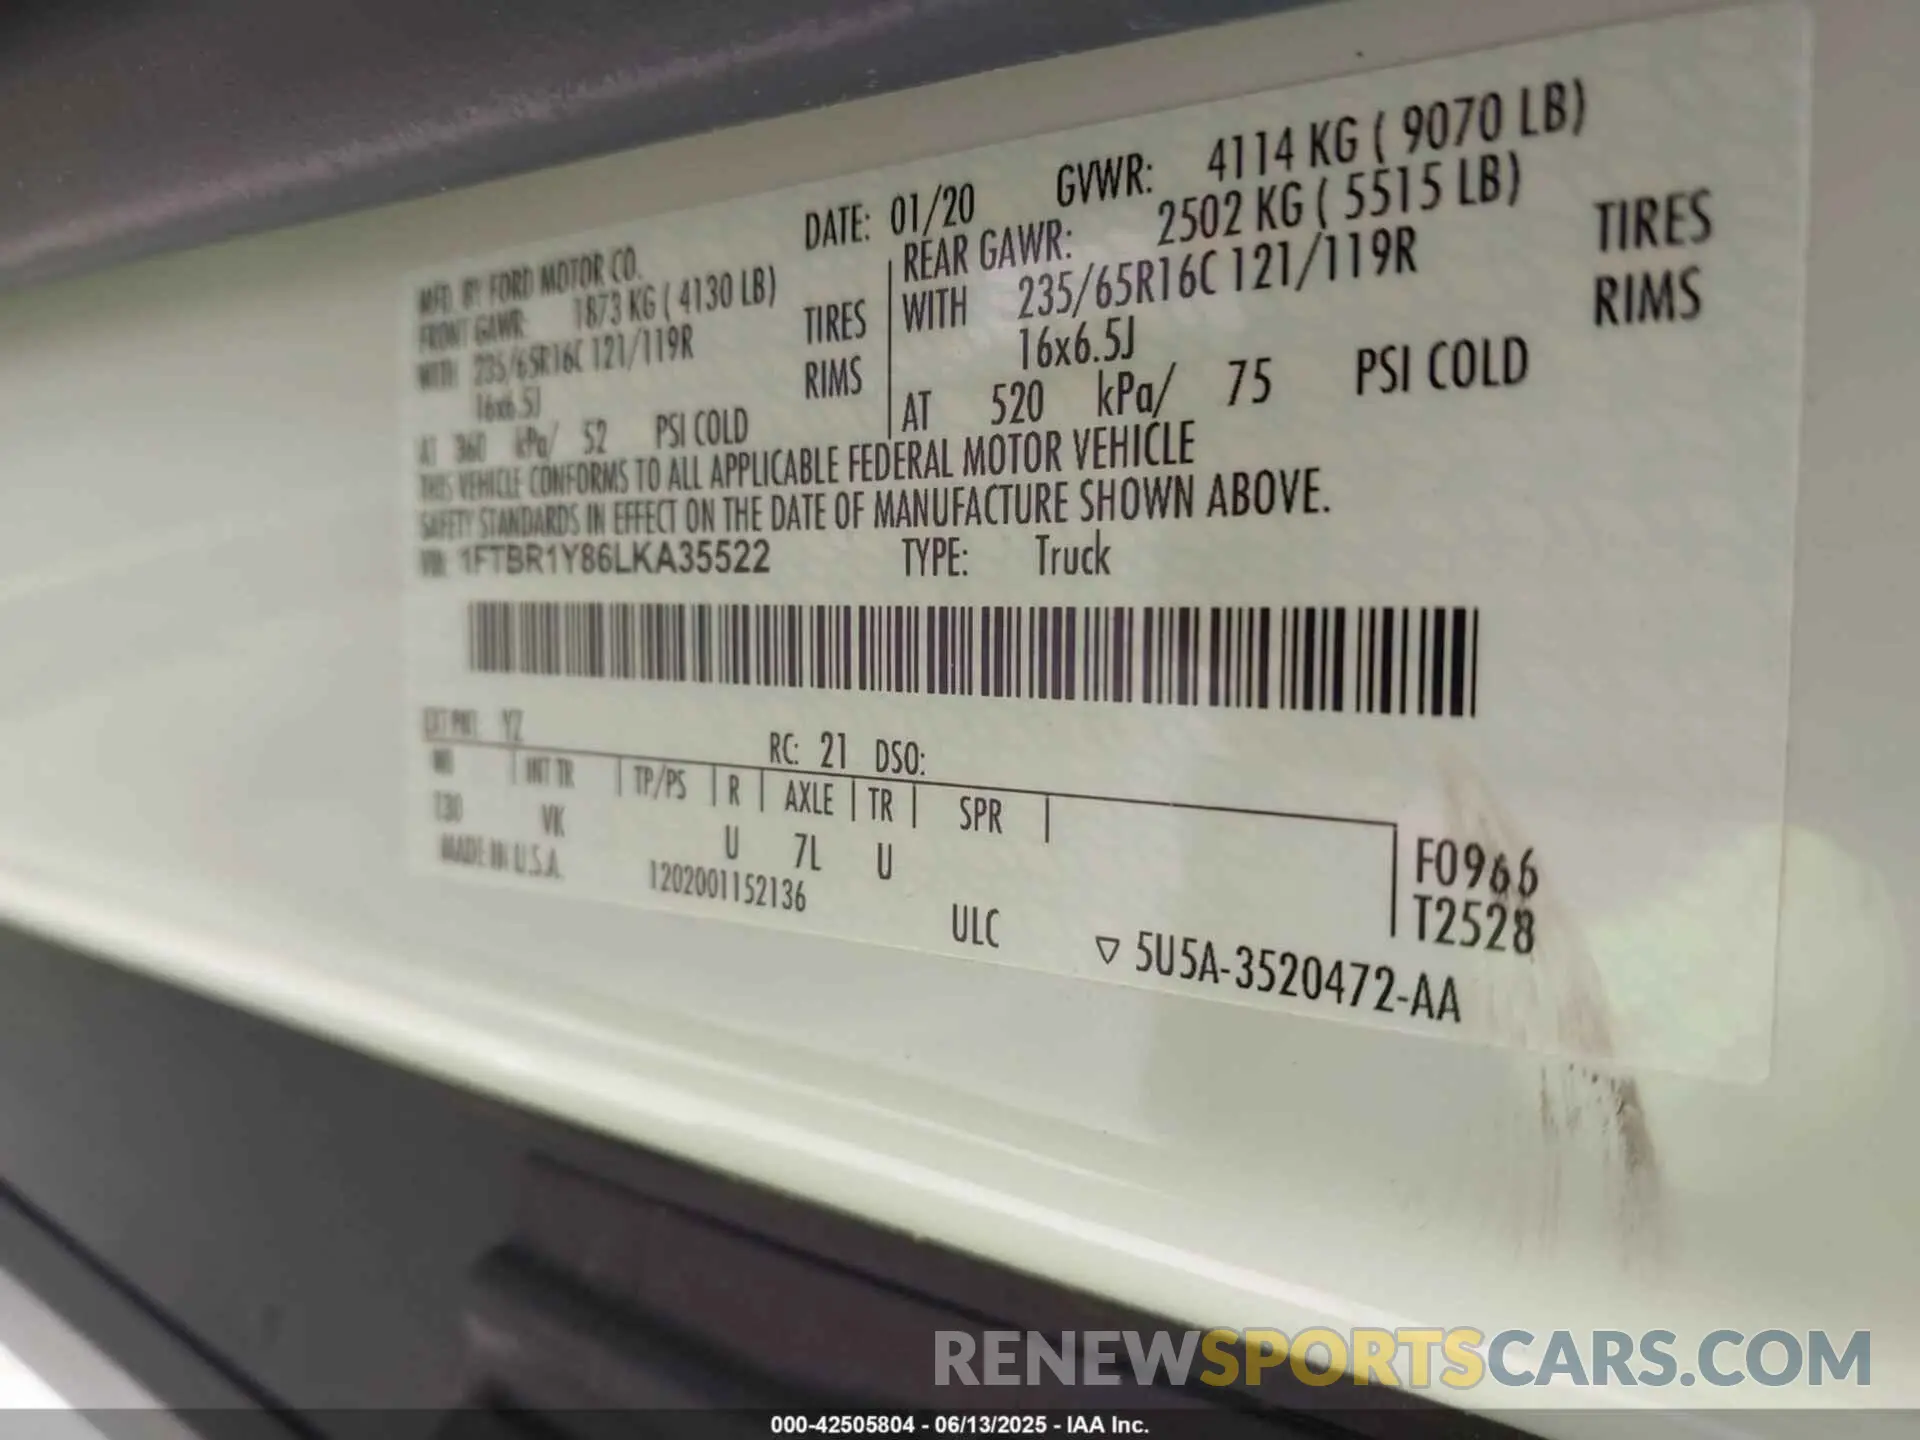 DATE: 01/20 GVWR: 4114 KG ( 9070 LB)
MFD. BY FORD MOTOR CO.
FRONT GAWR: 1873 KG ( 4130 LB)
WITH 235/65R16C 121/119R TIRES
16x6.5J RIMS
AT 360 kPa/ 52 PSI COLD
REAR GAWR: 2502 KG ( 5515 LB)
WITH 235/65R16C 121/119R TIRES
16x6.5J RIMS
AT 520 kPa/ 75 PSI COLD
THIS VEHICLE CONFORMS TO ALL APPLICABLE FEDERAL MOTOR VEHICLE
SAFETY STANDARDS IN EFFECT ON THE DATE OF MANUFACTURE SHOWN ABOVE.
VIN: 1FTBR1Y86LKA35522 TYPE: Truck
EXT PNT: YZ RC: 21 DSO:
WB INT TR TP/PS R AXLE TR SPR
130 VK U 7L U
F0966
T2528
MADE IN U.S.A. 1202001152136
ULC ▽ 5U5A-3520472-AA
RENEWSPORTSCARS.COM
000-42505804 - 06/13/2025 - IAA Inc.